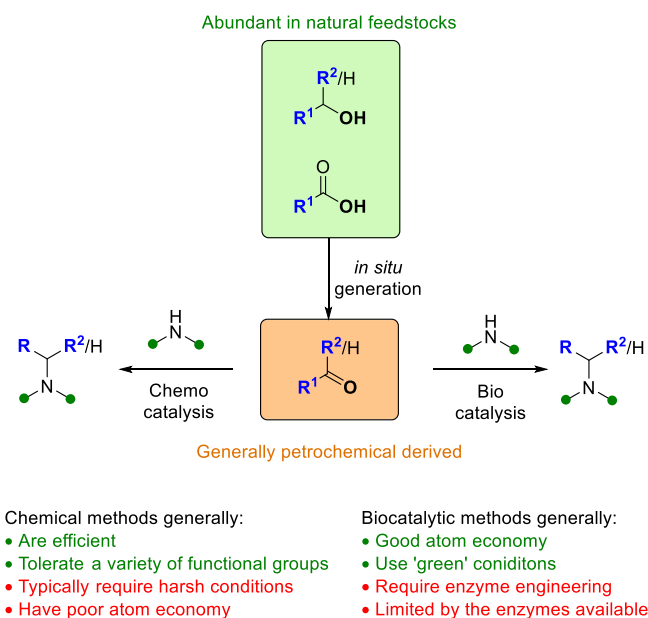 Abundant in natural feedstocks
R²/H
R¹ OH
O
R¹ OH
in situ
generation
H
N
R R²/H
N
Chemo
catalysis
R²/H
R¹ O
H
N
Bio
catalysis
R R²/H
N
Generally petrochemical derived
Chemical methods generally:
• Are efficient
• Tolerate a variety of functional groups
• Typically require harsh conditions
• Have poor atom economy
Biocatalytic methods generally:
• Good atom economy
• Use 'green' coniditons
• Require enzyme engineering
• Limited by the enzymes available